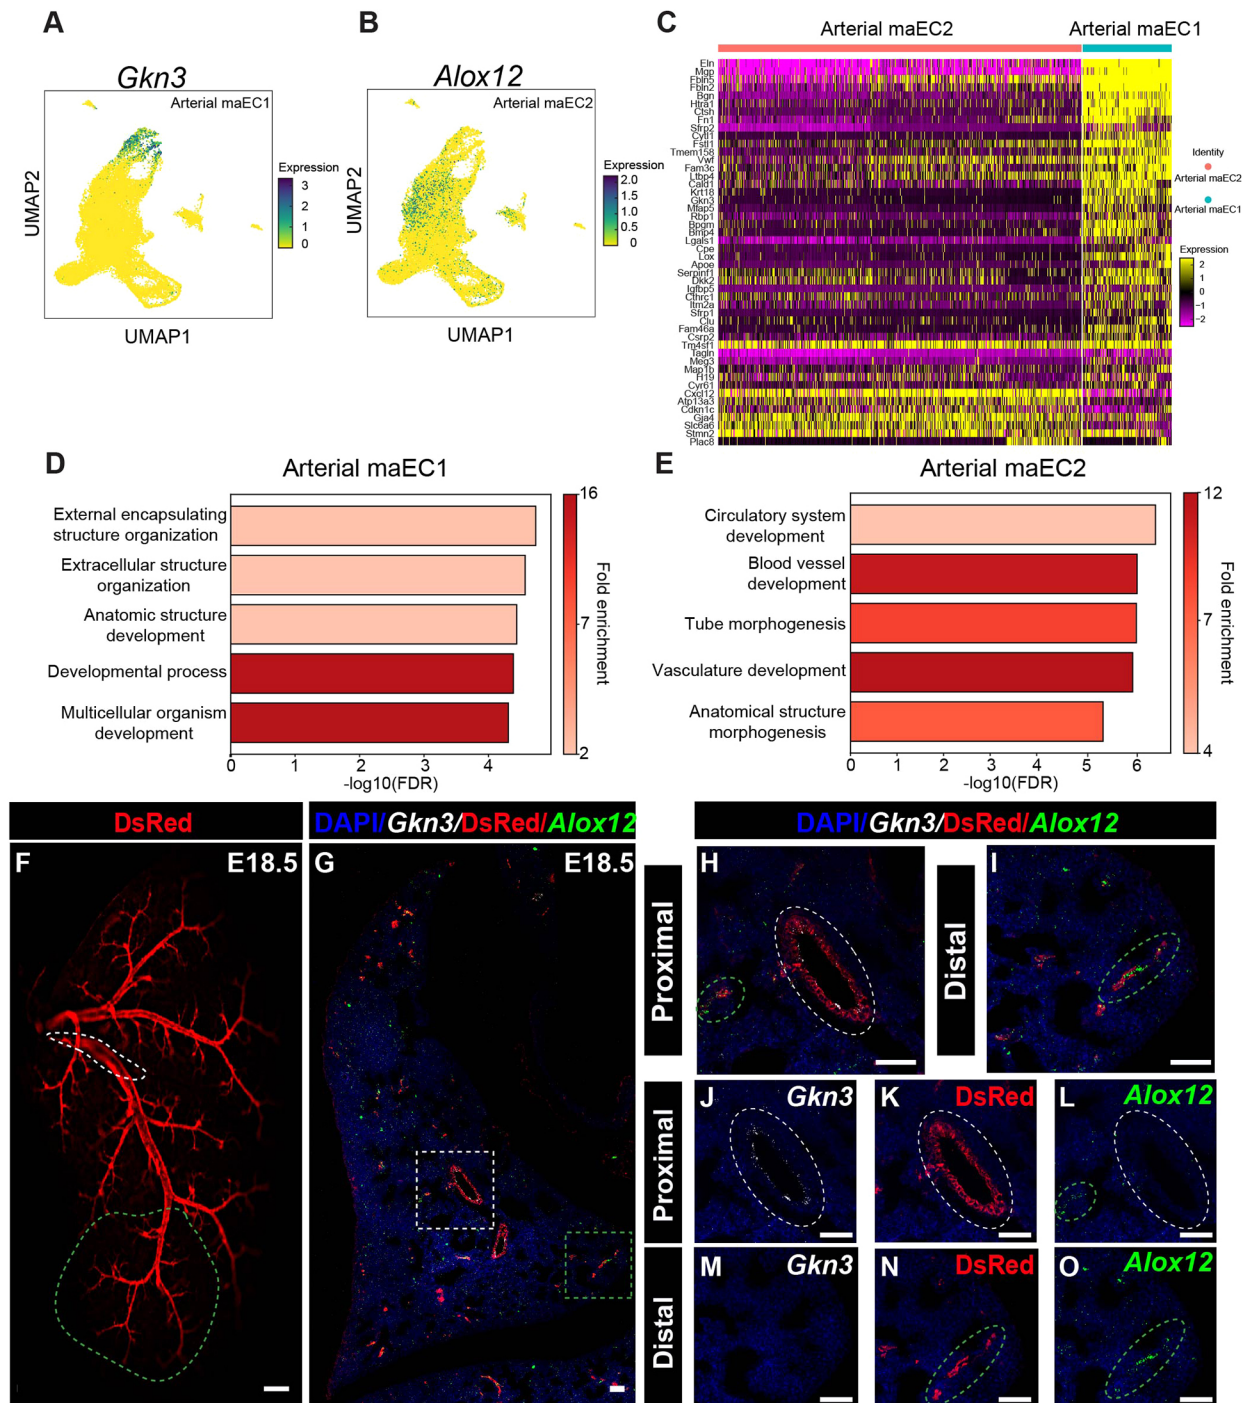 A
Gkn3
Arterial maEC1
Expression
3
2
1
0
UMAP2
UMAP1
B
Alox12
Arterial maEC2
Expression
2.0
1.5
1.0
0.5
0
UMAP2
UMAP1
C
Arterial maEC2
Arterial maEC1
Eln
Mgp
Fbln5
Fbln2
Bgn
Htra1
Ctsh
Fn1
Sfrp2
Cytl1
Fstl1
Tmem158
Vwf
Fam3c
Ltbp4
Cald1
Krt18
Gkn3
Mfap5
Rbp1
Bpgm
Bmp4
Lgals1
Cpe
Lox
Apoe
Serpinf1
Dkk2
Igfbp5
Cthrc1
Itm2a
Sfrp1
Clu
Fam46a
Csrp2
Tm4sf1
Tagln
Meg3
Map1b
H19
Cyr61
Cxcl12
Atp13a3
Cdkn1c
Gja4
Slc6a6
Stmn2
Plac8
Identity
Arterial maEC2
Arterial maEC1
Expression
2
1
0
−1
−2
D
Arterial maEC1
External encapsulating
structure organization
Extracellular structure
organization
Anatomic structure
development
Developmental process
Multicellular organism
development
0 1 2 3 4
-log10(FDR)
16
7
2
Fold enrichment
E
Arterial maEC2
Circulatory system
development
Blood vessel
development
Tube morphogenesis
Vasculature development
Anatomical structure
morphogenesis
0 1 2 3 4 5 6
-log10(FDR)
12
7
4
Fold enrichment
DsRed
F
E18.5
DAPI/Gkn3/DsRed/Alox12
G
E18.5
DAPI/Gkn3/DsRed/Alox12
Proximal
H
Distal
I
Proximal
J
Gkn3
K
DsRed
L
Alox12
Distal
M
Gkn3
N
DsRed
O
Alox12